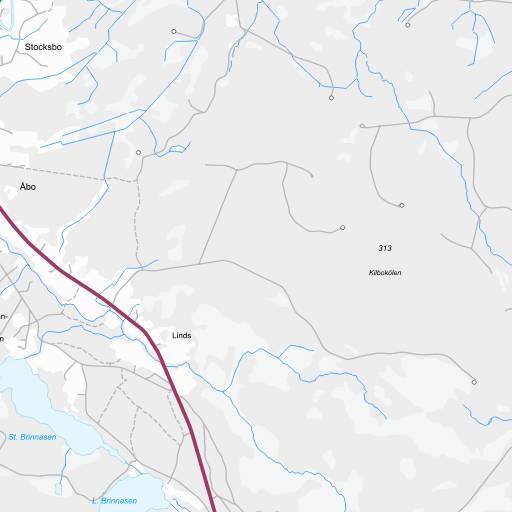 Stocksbo
Åbo
313
Kilbokölen
n-
n
Linds
St. Brinnasen
L. Brinnasen